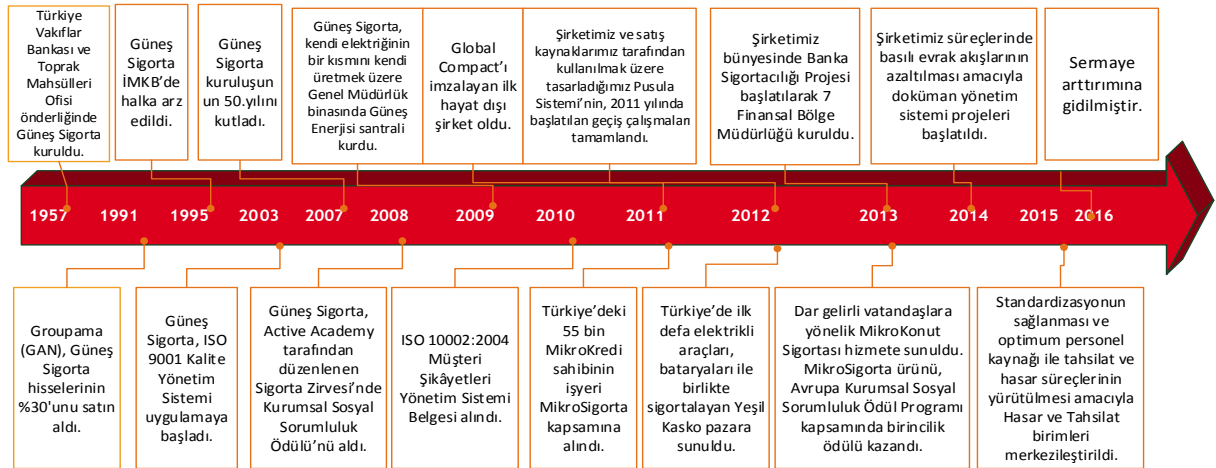 Türkiye
Vakıflar
Bankası ve
Toprak
Mahsülleri
Ofisi
önderliğinde
Güneş Sigorta
kuruldu.
Güneş
Sigorta
İMKB’de
halka arz
edildi.
Güneş
Sigorta
kuruluşun
un 50.yılını
kutladı.
Güneş Sigorta,
kendi elektriğinin
bir kısmını kendi
üretmek üzere
Genel Müdürlük
binasında Güneş
Enerjisi santrali
kurdu.
Global
Compact’ı
imzalayan ilk
hayat dışı
şirket oldu.
Şirketimiz ve satış
kaynaklarımız tarafından
kullanılmak üzere
tasarladığımız Pusula
Sistemi’nin, 2011 yılında
başlatılan geçiş çalışmaları
tamamlandı.
Şirketimiz
bünyesinde Banka
Sigortacılığı Projesi
başlatılarak 7
Finansal Bölge
Müdürlüğü kuruldu.
Şirketimiz süreçlerinde
basılı evrak akışlarının
azaltılması amacıyla
doküman yönetim
sistemi projeleri
başlatıldı.
Sermaye
arttırımına
gidilmiştir.
1957 1991 1995 2003 2007 2008 2009 2010 2011 2012 2013 2014 2015 2016
Groupama
(GAN), Güneş
Sigorta
hisselerinin
%30'unu satın
aldı.
Güneş
Sigorta, ISO
9001 Kalite
Yönetim
Sistemi
uygulamaya
başladı.
Güneş Sigorta,
Active Academy
tarafından
düzenlenen
Sigorta Zirvesi’nde
Kurumsal Sosyal
Sorumluluk
Ödülü’nü aldı.
ISO 10002:2004
Müşteri
Şikâyetleri
Yönetim Sistemi
Belgesi alındı.
Türkiye’deki
55 bin
MikroKredi
sahibinin
işyeri
MikroSigorta
kapsamına
alındı.
Türkiye’de ilk
defa elektrikli
araçları,
bataryaları ile
birlikte
sigortalayan Yeşil
Kasko pazara
sunuldu.
Dar gelirli vatandaşlara
yönelik MikroKonut
Sigortası hizmete sunuldu.
MikroSigorta ürünü,
Avrupa Kurumsal Sosyal
Sorumluluk Ödül Programı
kapsamında birincilik
ödülü kazandı.
Standardizasyonun
sağlanması ve
optimum personel
kaynağı ile tahsilat ve
hasar süreçlerinin
yürütülmesi amacıyla
Hasar ve Tahsilat
birimleri
merkezileştirildi.